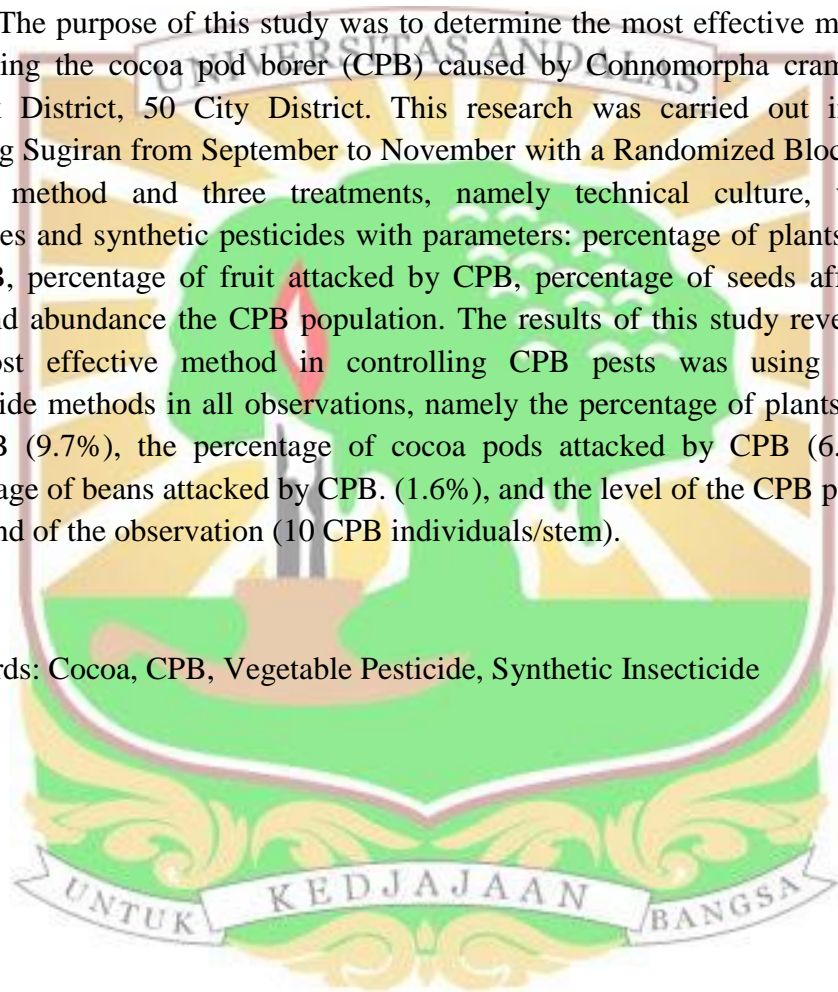 The purpose of this study was to determine the most effective m
ing the cocoa pod borer (CPB) caused by Connomorpha cram
District, 50 City District. This research was carried out i
g Sugiran from September to November with a Randomized Bloc
method and three treatments, namely technical culture,
es and synthetic pesticides with parameters: percentage of plants
B, percentage of fruit attacked by CPB, percentage of seeds af
nd abundance the CPB population. The results of this study reve
ost effective method in controlling CPB pests was using
ide methods in all observations, namely the percentage of plants
B (9.7%), the percentage of cocoa pods attacked by CPB (6.
age of beans attacked by CPB. (1.6%), and the level of the CPB p
nd of the observation (10 CPB individuals/stem).
rds: Cocoa, CPB, Vegetable Pesticide, Synthetic Insecticide
UNIVERSITAS ANDALAS
UNTUK KEDJAJAAN BANGSA